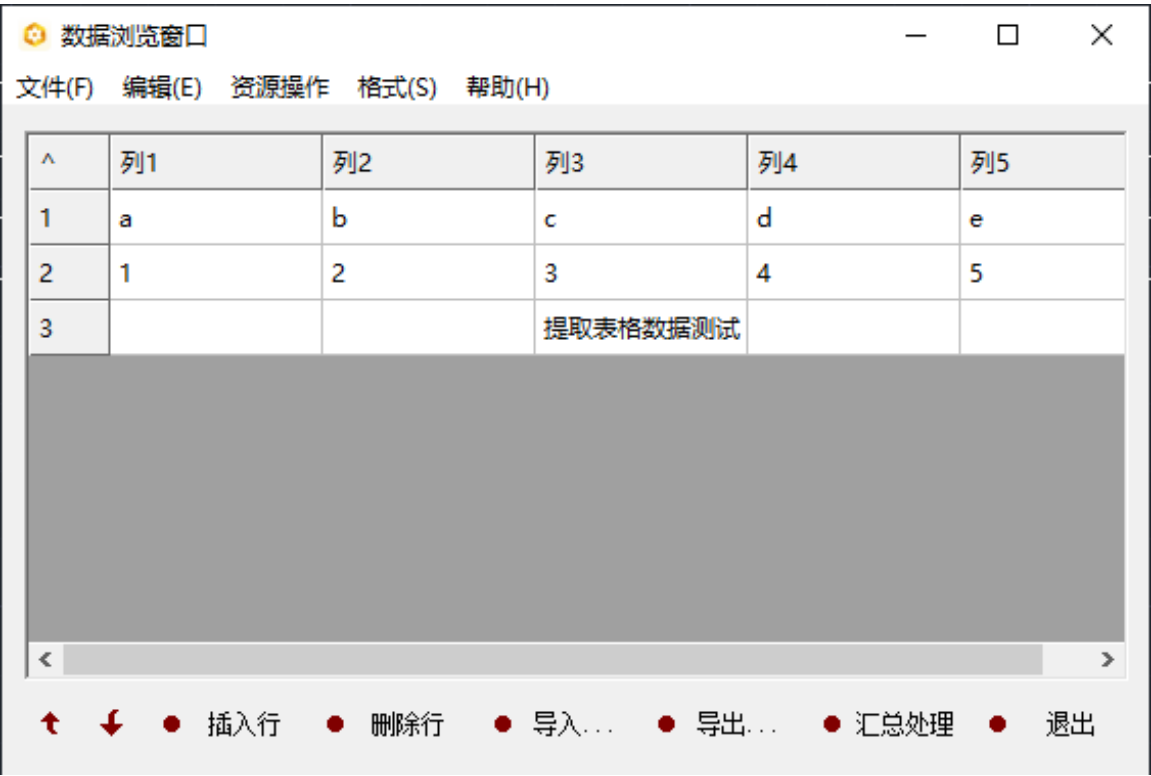 数据浏览窗口
文件(F) 编辑(E) 资源操作 格式(S) 帮助(H)
^ 列1 列2 列3 列4 列5
1 a b c d e
2 1 2 3 4 5
3 提取表格数据测试
插入行 删除行 导入... 导出... 汇总处理 退出